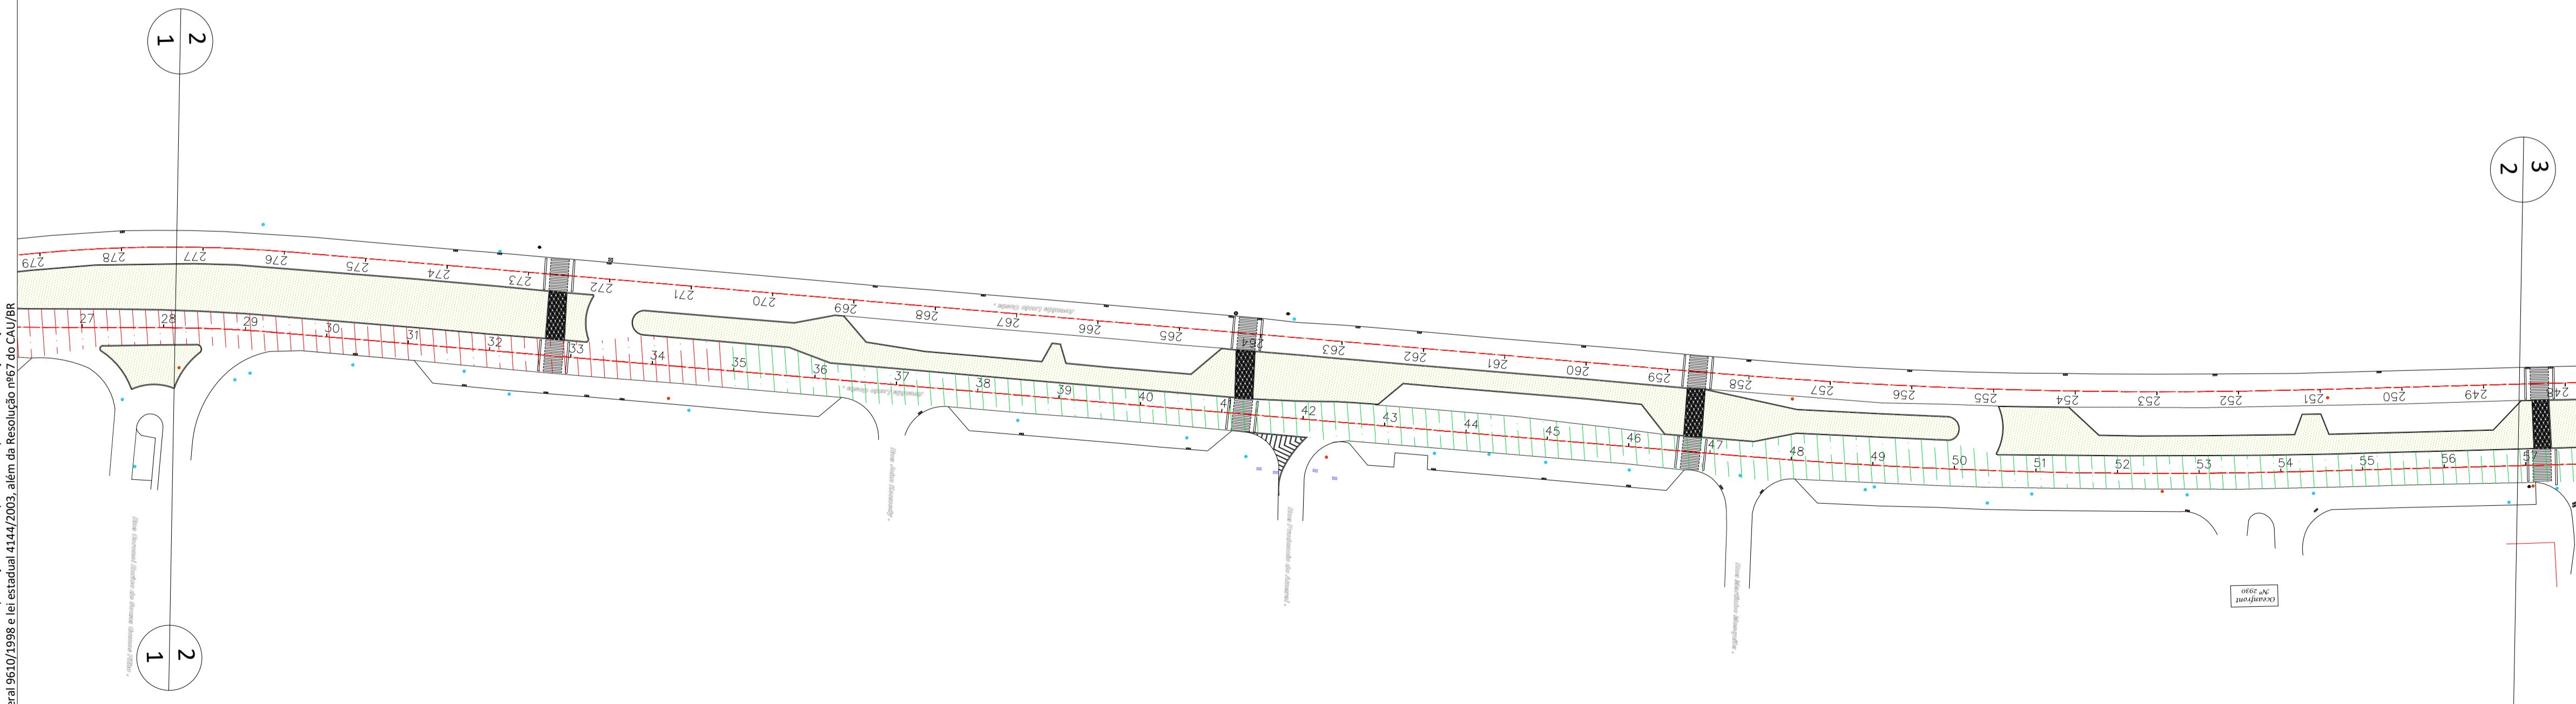 eral 9610/1998 e lei estadual 4144/2003, além da Resolução nº67 do CAU/BR
1 2
2 3
279 278 277 276 275 274 273 272 271 270 269 268 267 266 265 264 263 262 261 260 259 258 257 256 255 254 253 252 251 250 249 248
27 28 29 30 31 32 33 34 35 36 37 38 39 40 41 42 43 44 45 46 47 48 49 50 51 52 53 54 55 56 57
1 2
Oceanfront
Nº 2930